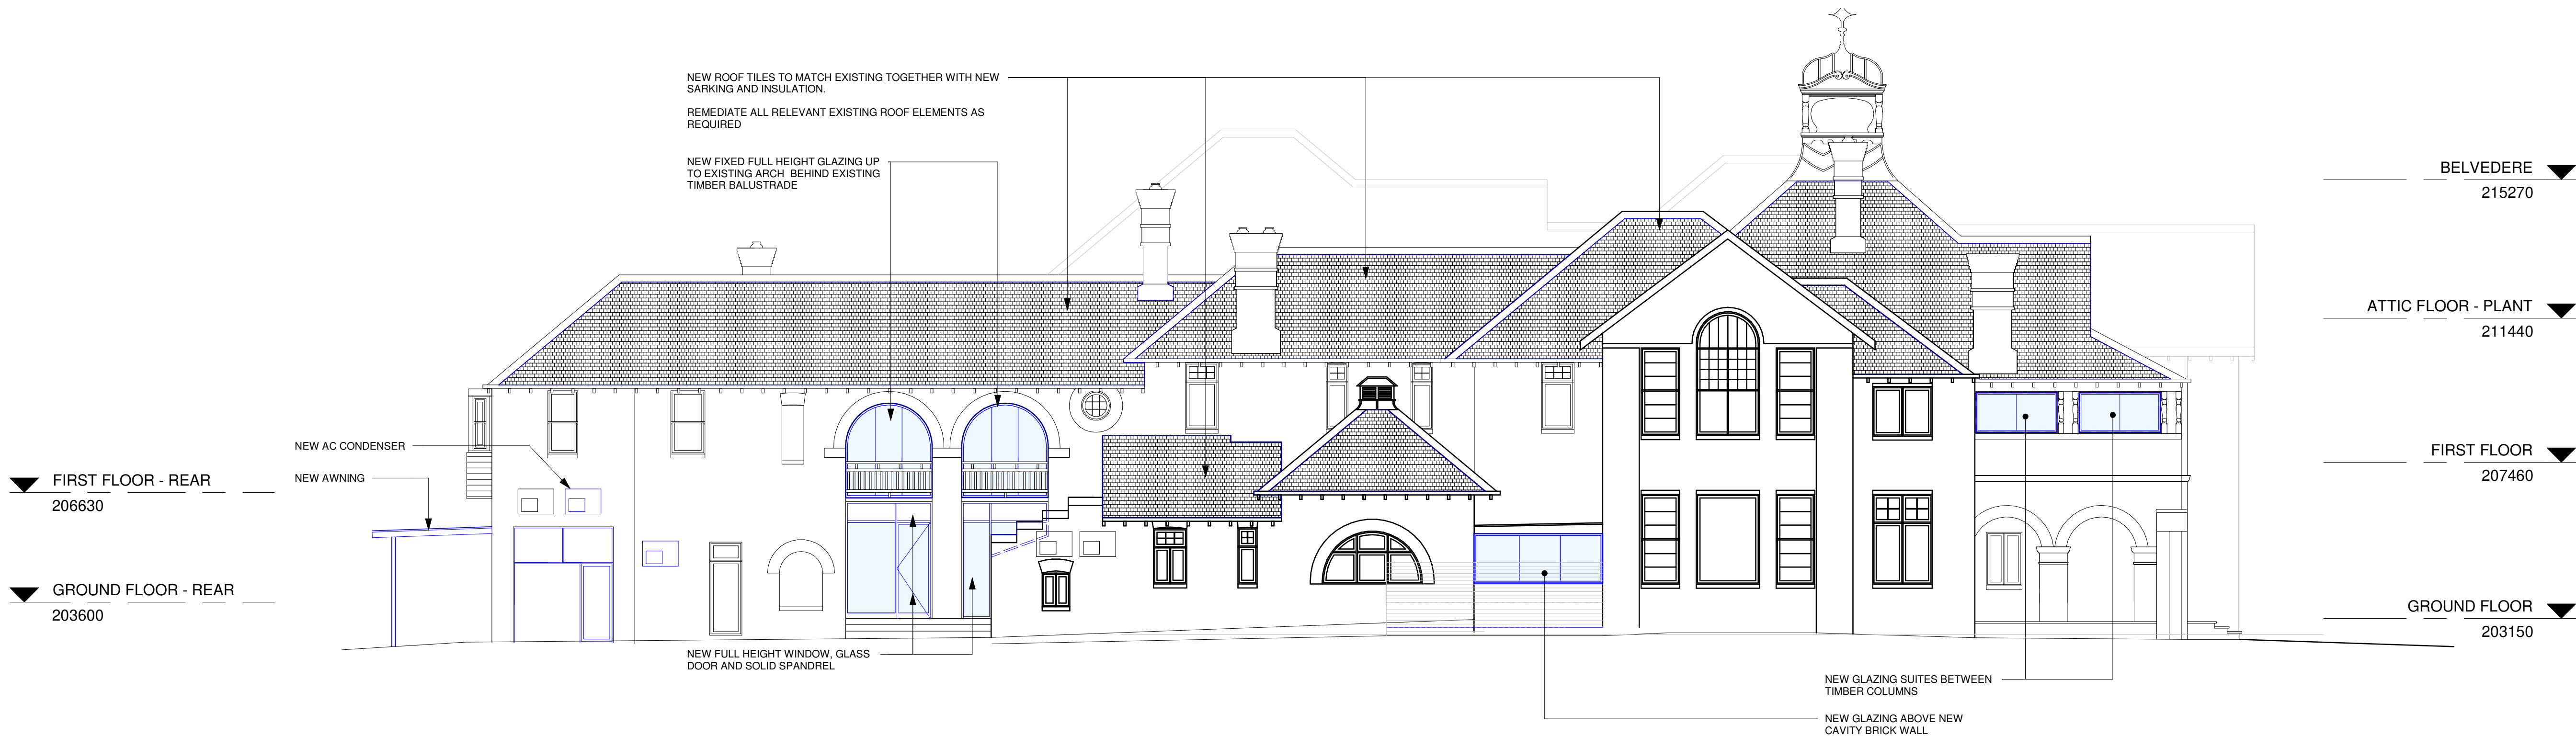 NEW ROOF TILES TO MATCH EXISTING TOGETHER WITH NEW
SARKING AND INSULATION.
REMEDIATE ALL RELEVANT EXISTING ROOF ELEMENTS AS
REQUIRED
NEW FIXED FULL HEIGHT GLAZING UP
TO EXISTING ARCH BEHIND EXISTING
TIMBER BALUSTRADE
NEW AC CONDENSER
NEW AWNING
FIRST FLOOR - REAR
206630
GROUND FLOOR - REAR
203600
NEW FULL HEIGHT WINDOW, GLASS
DOOR AND SOLID SPANDREL
BELVEDERE
215270
ATTIC FLOOR - PLANT
211440
FIRST FLOOR
207460
GROUND FLOOR
203150
NEW GLAZING SUITES BETWEEN
TIMBER COLUMNS
NEW GLAZING ABOVE NEW
CAVITY BRICK WALL